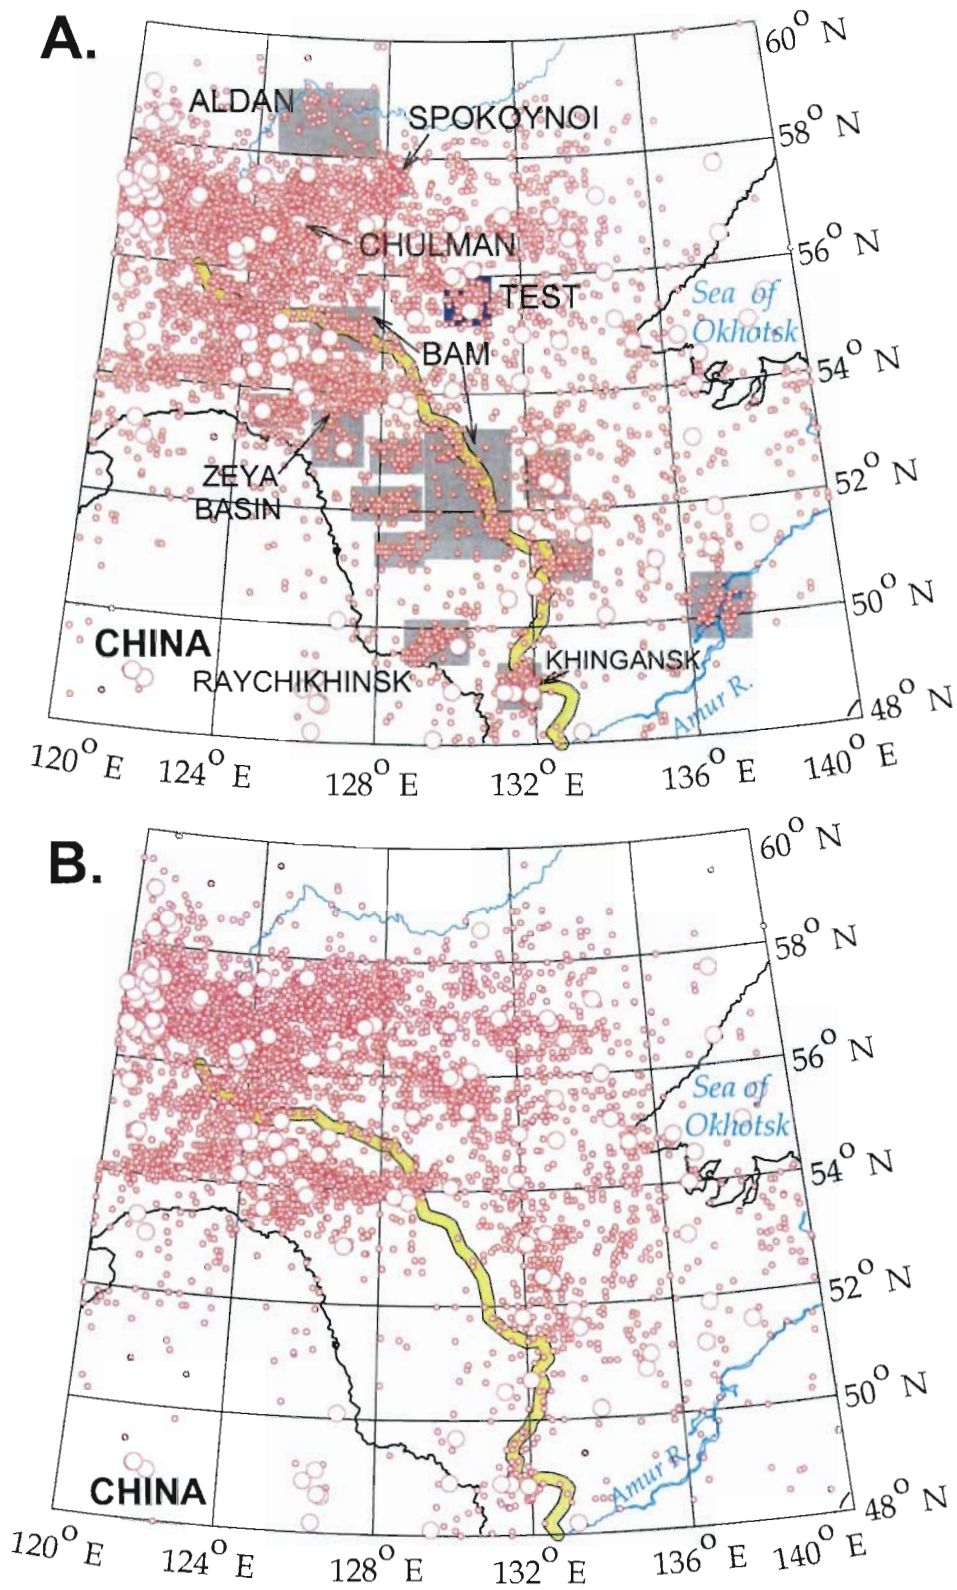 A.
60° N
ALDAN
SPOKOYNOI
58° N
CHULMAN
56° N
TEST
Sea of
Okhotsk
BAM
54° N
ZEYA
BASIN
52° N
50° N
CHINA
RAYCHIKHINSK
KHINGANSK
Amur R.
48° N
120° E 124° E 128° E 132° E 136° E 140° E
B.
60° N
58° N
56° N
Sea of
Okhotsk
54° N
52° N
50° N
Amur R.
CHINA
48° N
120° E 124° E 128° E 132° E 136° E 140° E